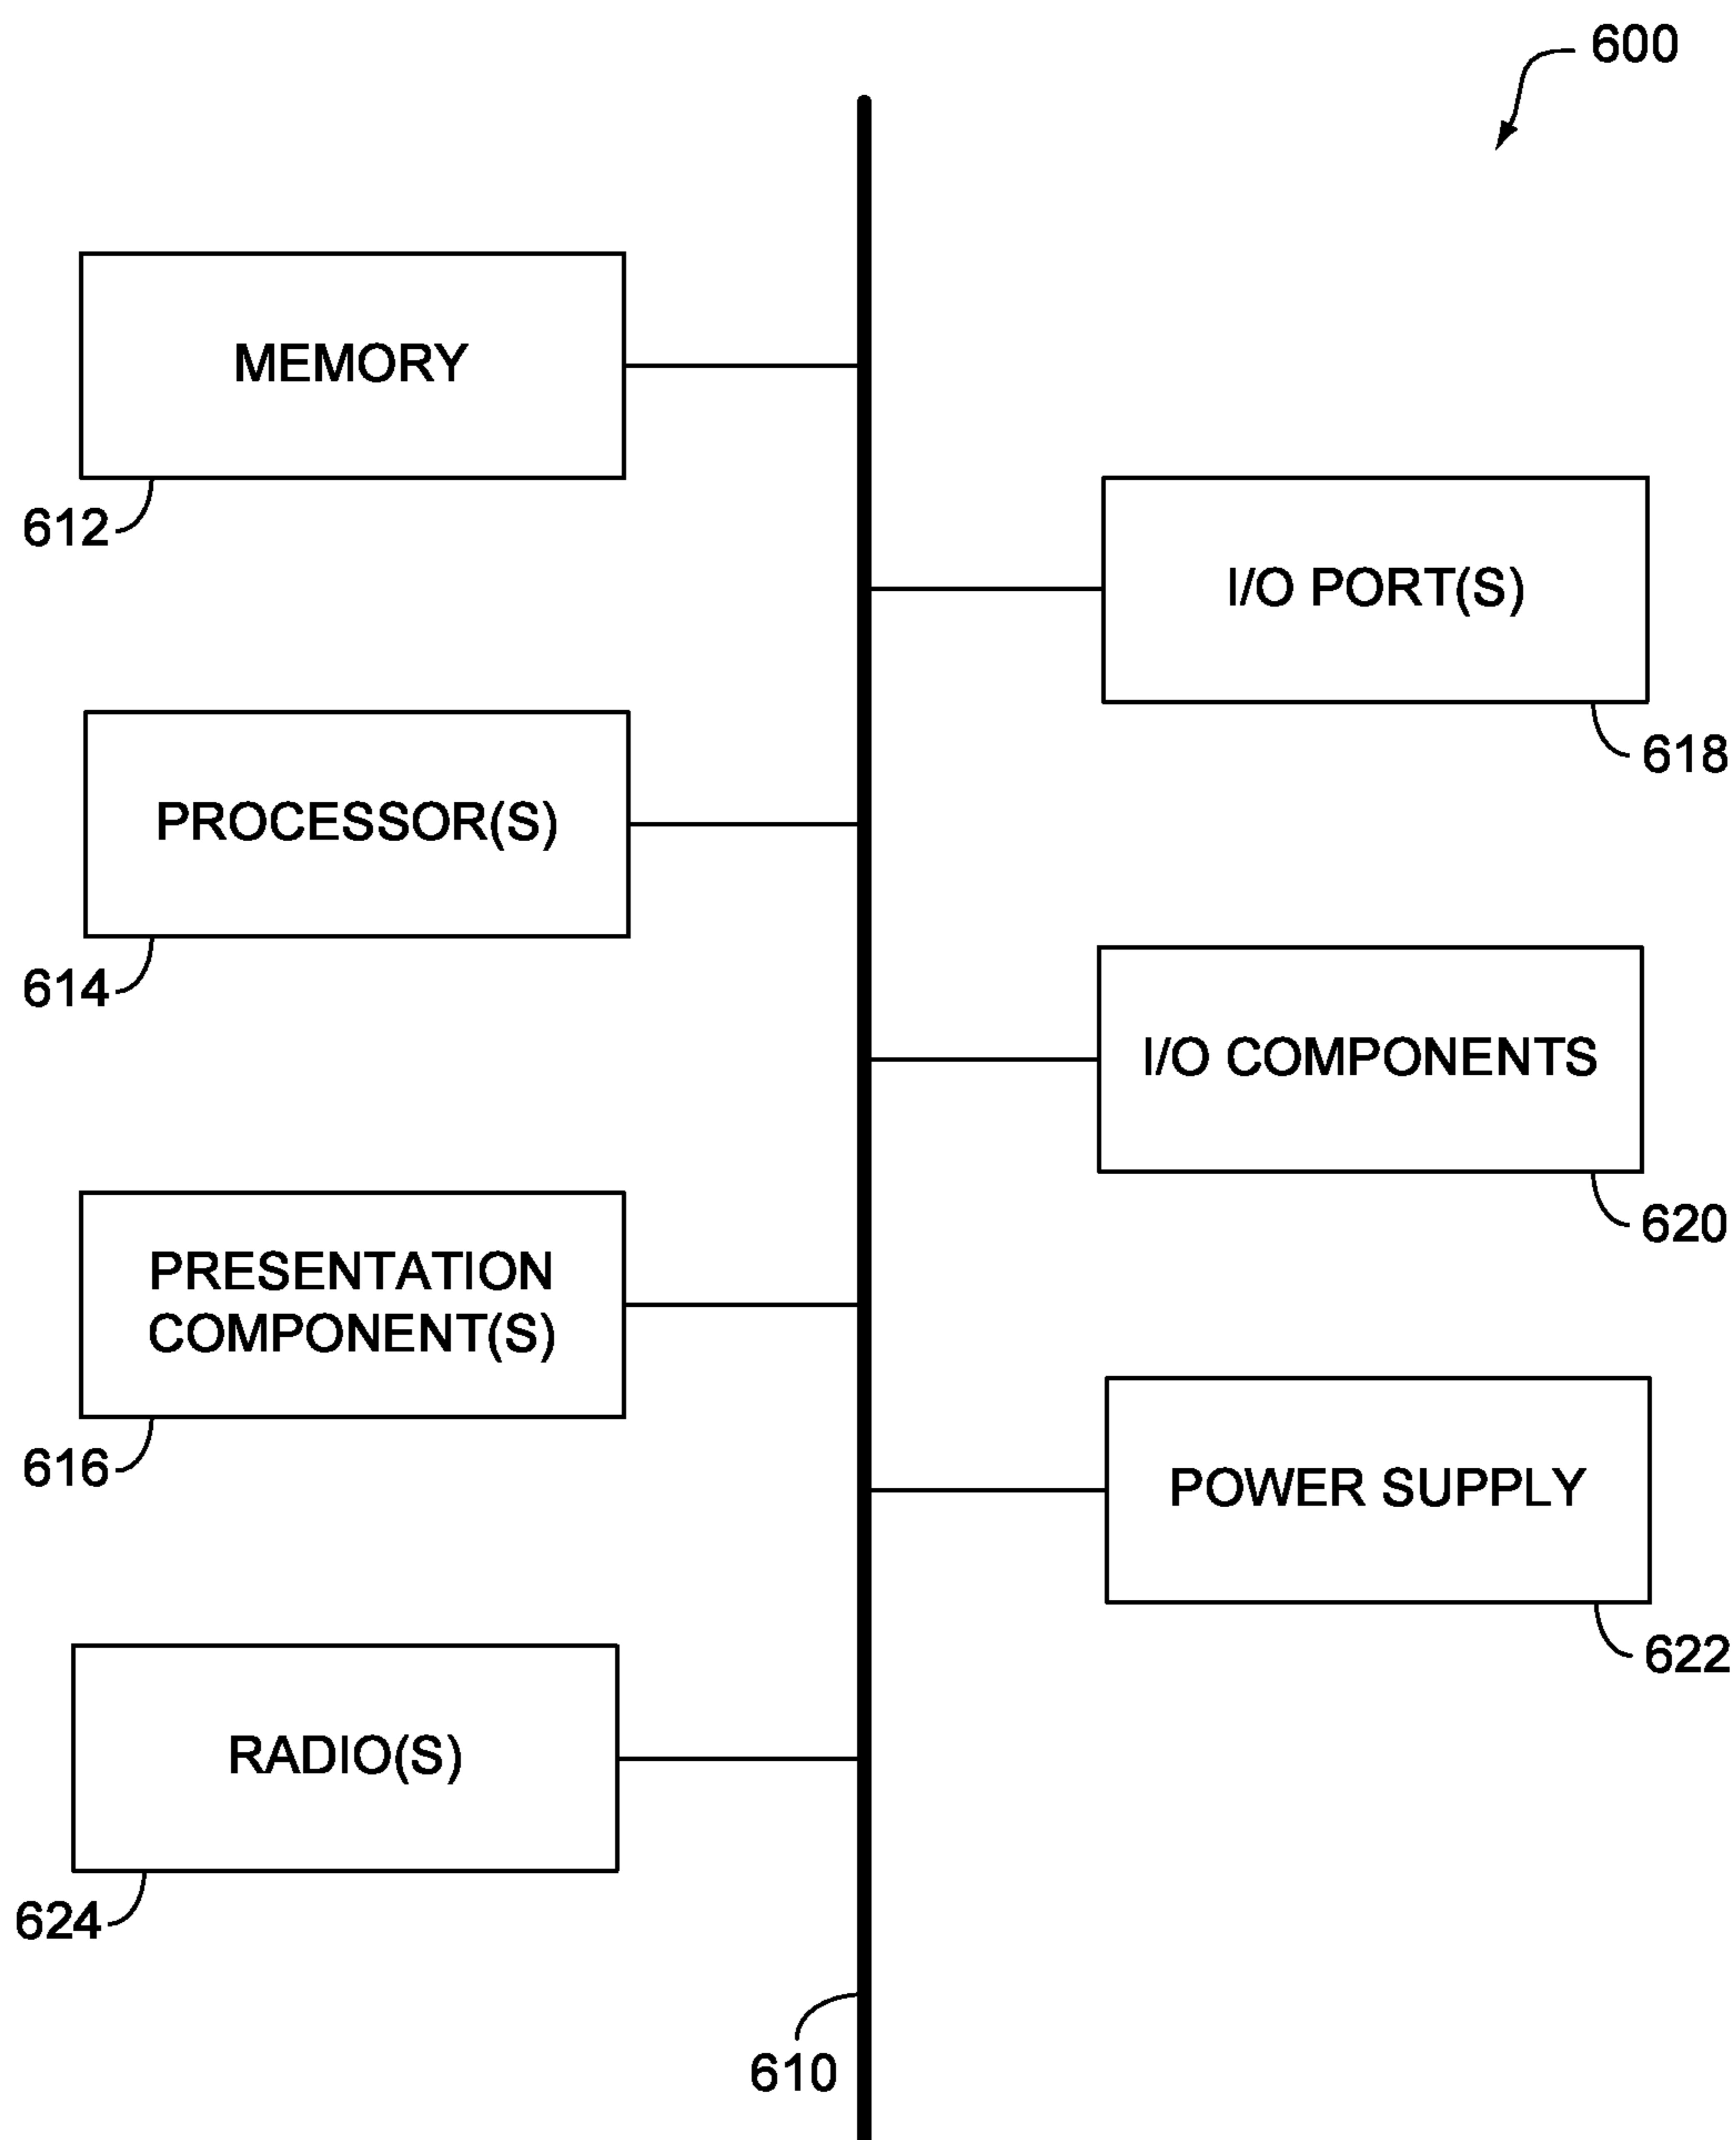 600
MEMORY
612
I/O PORT(S)
618
PROCESSOR(S)
614
I/O COMPONENTS
620
PRESENTATION
COMPONENT(S)
616
POWER SUPPLY
622
RADIO(S)
624
610